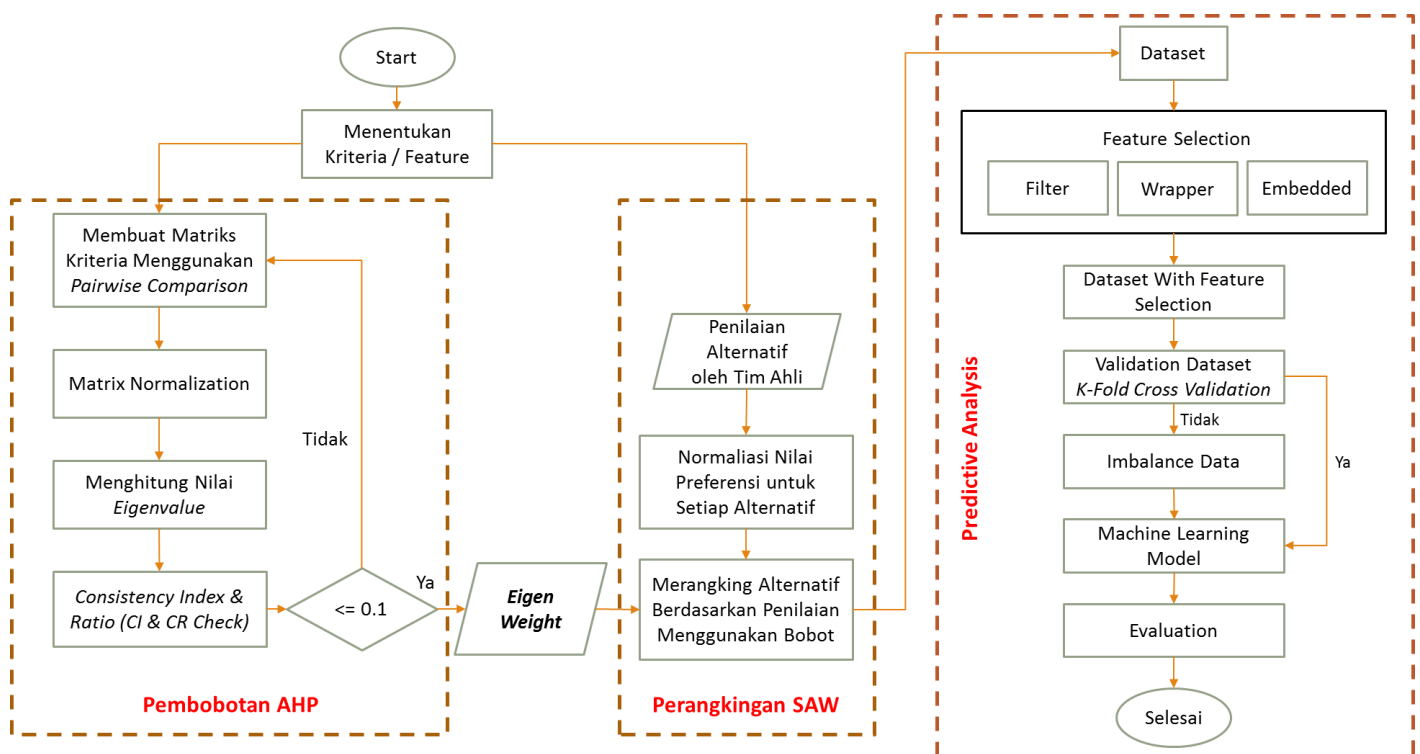 Start
Menentukan
Kriteria / Feature
Membuat Matriks
Kriteria Menggunakan
Pairwise Comparison
Matrix Normalization
Menghitung Nilai
Eigenvalue
Consistency Index &
Ratio (CI & CR Check)
<= 0.1
Tidak
Ya
Pembobotan AHP
Eigen
Weight
Penilaian
Alternatif
oleh Tim Ahli
Normaliasi Nilai
Preferensi untuk
Setiap Alternatif
Merangking Alternatif
Berdasarkan Penilaian
Menggunakan Bobot
Perangkingan SAW
Dataset
Feature Selection
Filter
Wrapper
Embedded
Dataset With Feature
Selection
Validation Dataset
K-Fold Cross Validation
Tidak
Ya
Imbalance Data
Machine Learning
Model
Evaluation
Selesai
Predictive Analysis